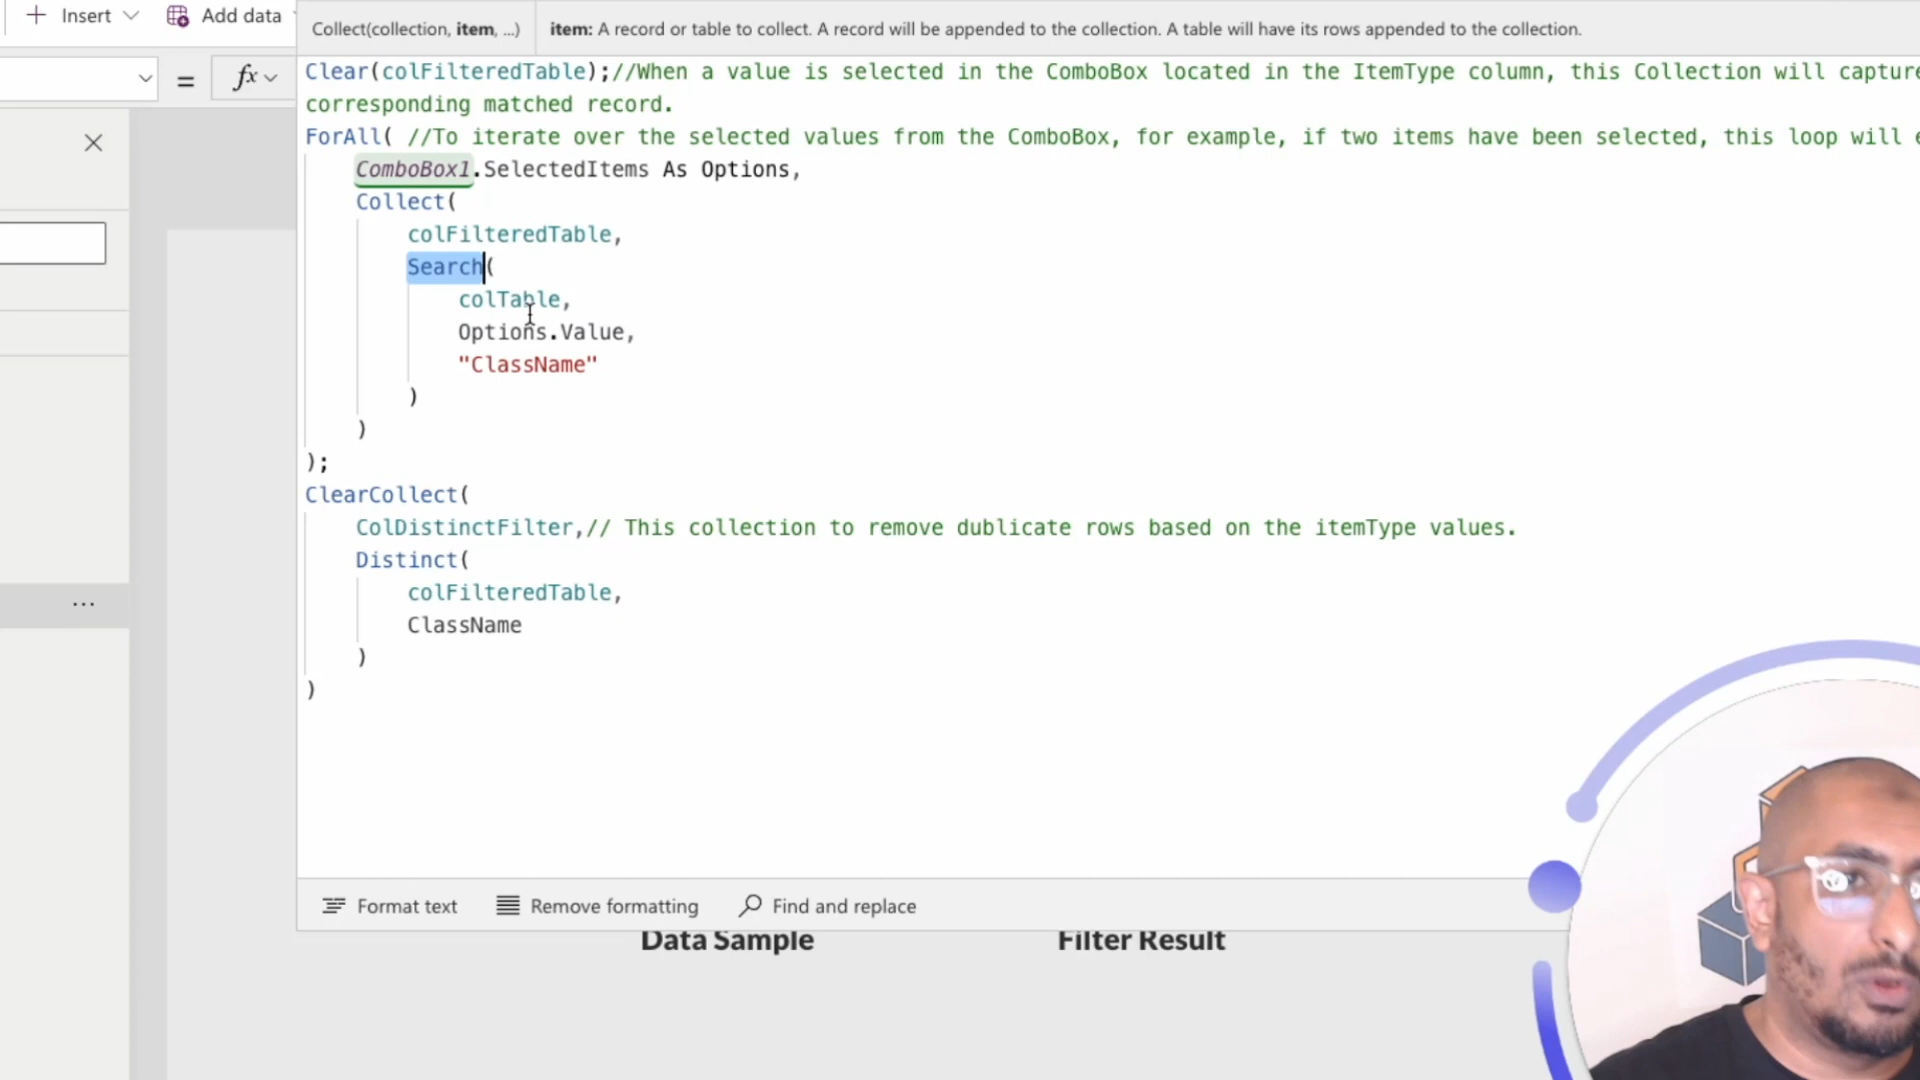 Insert
Add data
Collect(collection, item, ...)
item: A record or table to collect. A record will be appended to the collection. A table will have its rows appended to the collection.
=
fx
Clear(colFilteredTable);//When a value is selected in the ComboBox located in the ItemType column, this Collection will capture
corresponding matched record.
ForAll( //To iterate over the selected values from the ComboBox, for example, if two items have been selected, this loop will e
ComboBox1.SelectedItems As Options,
Collect(
colFilteredTable,
Search(
colTable,
Options.Value,
"ClassName"
)
)
);
ClearCollect(
ColDistinctFilter,// This collection to remove dublicate rows based on the itemType values.
Distinct(
colFilteredTable,
ClassName
)
)
Format text
Remove formatting
Find and replace
Data Sample
Filter Result